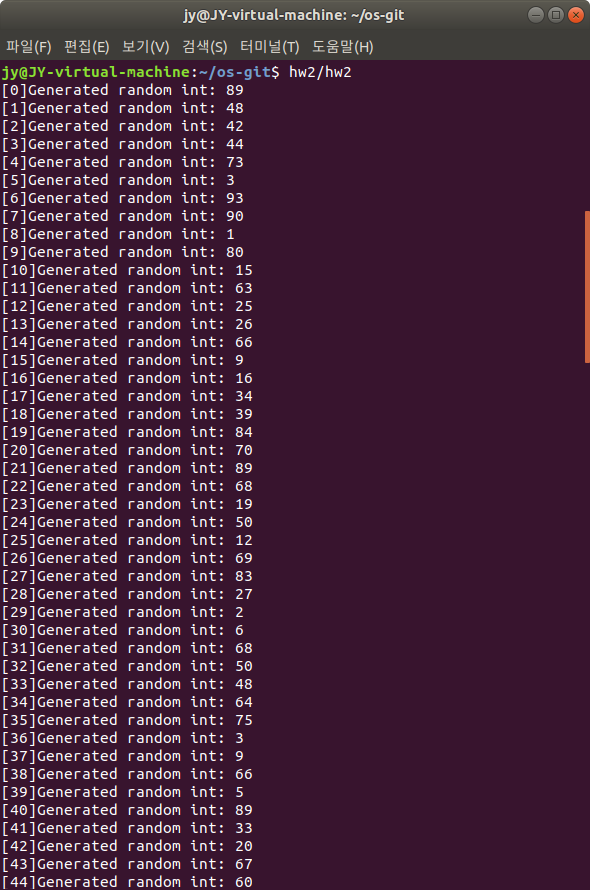 jy@JY-virtual-machine: ~/os-git
파일(F) 편집(E) 보기(V) 검색(S) 터미널(T) 도움말(H)
jy@JY-virtual-machine:~/os-git$ hw2/hw2
[0]Generated random int: 89
[1]Generated random int: 48
[2]Generated random int: 42
[3]Generated random int: 44
[4]Generated random int: 73
[5]Generated random int: 3
[6]Generated random int: 93
[7]Generated random int: 90
[8]Generated random int: 1
[9]Generated random int: 80
[10]Generated random int: 15
[11]Generated random int: 63
[12]Generated random int: 25
[13]Generated random int: 26
[14]Generated random int: 66
[15]Generated random int: 9
[16]Generated random int: 16
[17]Generated random int: 34
[18]Generated random int: 39
[19]Generated random int: 84
[20]Generated random int: 70
[21]Generated random int: 89
[22]Generated random int: 68
[23]Generated random int: 19
[24]Generated random int: 50
[25]Generated random int: 12
[26]Generated random int: 69
[27]Generated random int: 83
[28]Generated random int: 27
[29]Generated random int: 2
[30]Generated random int: 6
[31]Generated random int: 68
[32]Generated random int: 50
[33]Generated random int: 48
[34]Generated random int: 64
[35]Generated random int: 75
[36]Generated random int: 3
[37]Generated random int: 9
[38]Generated random int: 66
[39]Generated random int: 5
[40]Generated random int: 89
[41]Generated random int: 33
[42]Generated random int: 20
[43]Generated random int: 67
[44]Generated random int: 60